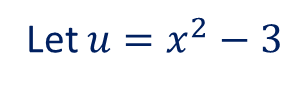 Let u = x² − 3